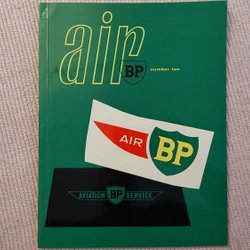 air
BP number ten
AIR BP
AVIATION BP SERVICE